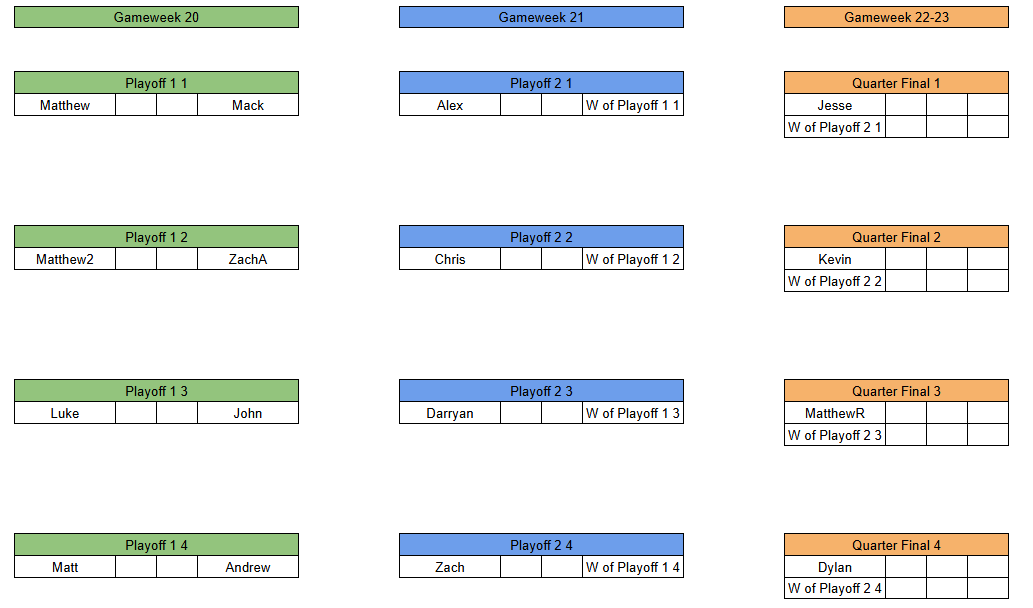 Gameweek 20
Gameweek 21
Gameweek 22-23
Playoff 1 1
Playoff 2 1
Quarter Final 1
Matthew Mack
Alex W of Playoff 1 1
Jesse
W of Playoff 2 1
Playoff 1 2
Playoff 2 2
Quarter Final 2
Matthew2 ZachA
Chris W of Playoff 1 2
Kevin
W of Playoff 2 2
Playoff 1 3
Playoff 2 3
Quarter Final 3
Luke John
Darryan W of Playoff 1 3
MatthewR
W of Playoff 2 3
Playoff 1 4
Playoff 2 4
Quarter Final 4
Matt Andrew
Zach W of Playoff 1 4
Dylan
W of Playoff 2 4